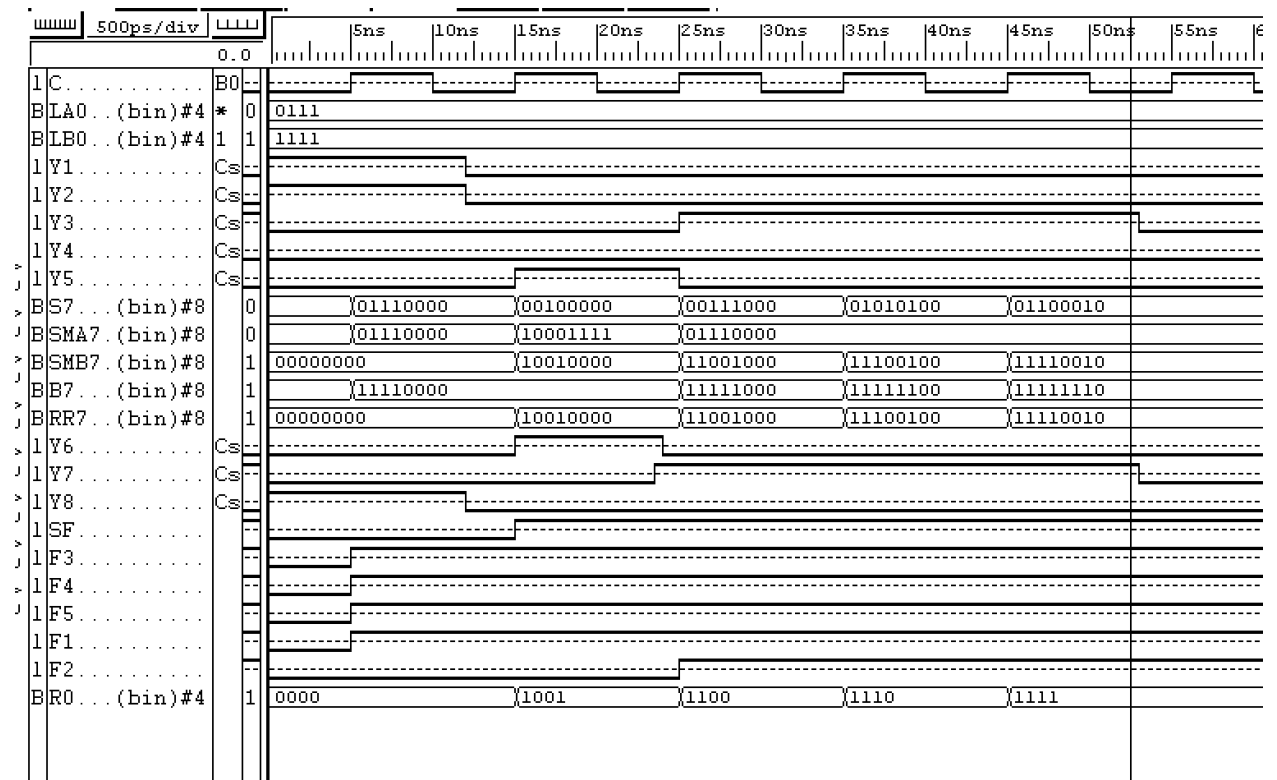 500ps/div 5ns 10ns 15ns 20ns 25ns 30ns 35ns 40ns 45ns 50ns 55ns 6
0.0
1 C........... B0
B LA0..(bin)#4 * 0 0111
B LB0..(bin)#4 1 1 1111
1 Y1.......... Cs
1 Y2.......... Cs
1 Y3.......... Cs
1 Y4.......... Cs
1 Y5.......... Cs
B S7...(bin)#8 0 01110000 00100000 00111000 01010100 01100010
B SMA7.(bin)#8 0 01110000 10001111 01110000
B SMB7.(bin)#8 1 00000000 10010000 11001000 11100100 11110010
B B7...(bin)#8 1 11110000 11111000 11111100 11111110
B RR7..(bin)#8 1 00000000 10010000 11001000 11100100 11110010
1 Y6.......... Cs
1 Y7.......... Cs
1 Y8.......... Cs
1 SF..........
1 F3..........
1 F4..........
1 F5..........
1 F1..........
1 F2..........
B R0...(bin)#4 1 0000 1001 1100 1110 1111